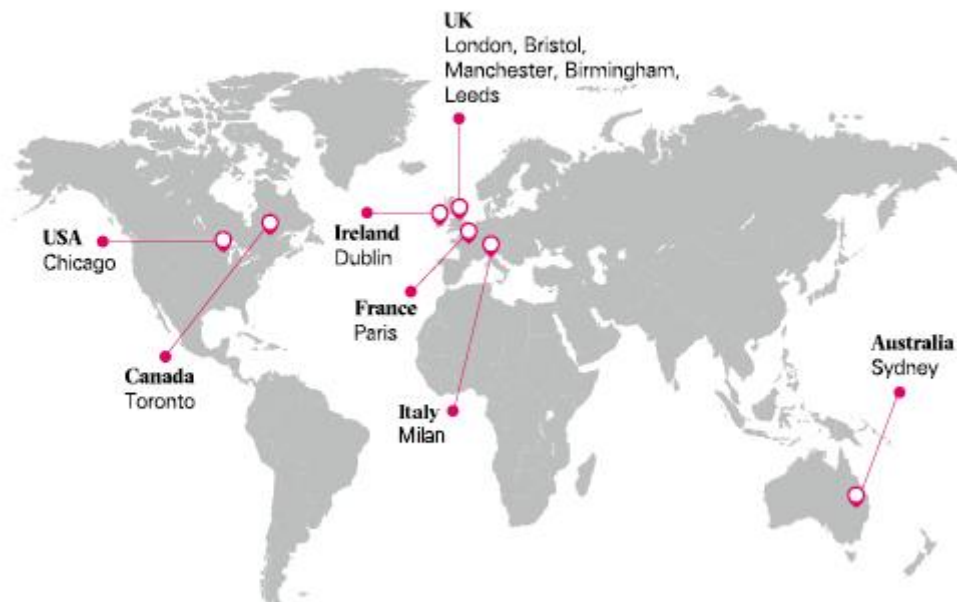 UK
London, Bristol,
Manchester, Birmingham,
Leeds
USA
Chicago
Ireland
Dublin
France
Paris
Canada
Toronto
Italy
Milan
Australia
Sydney